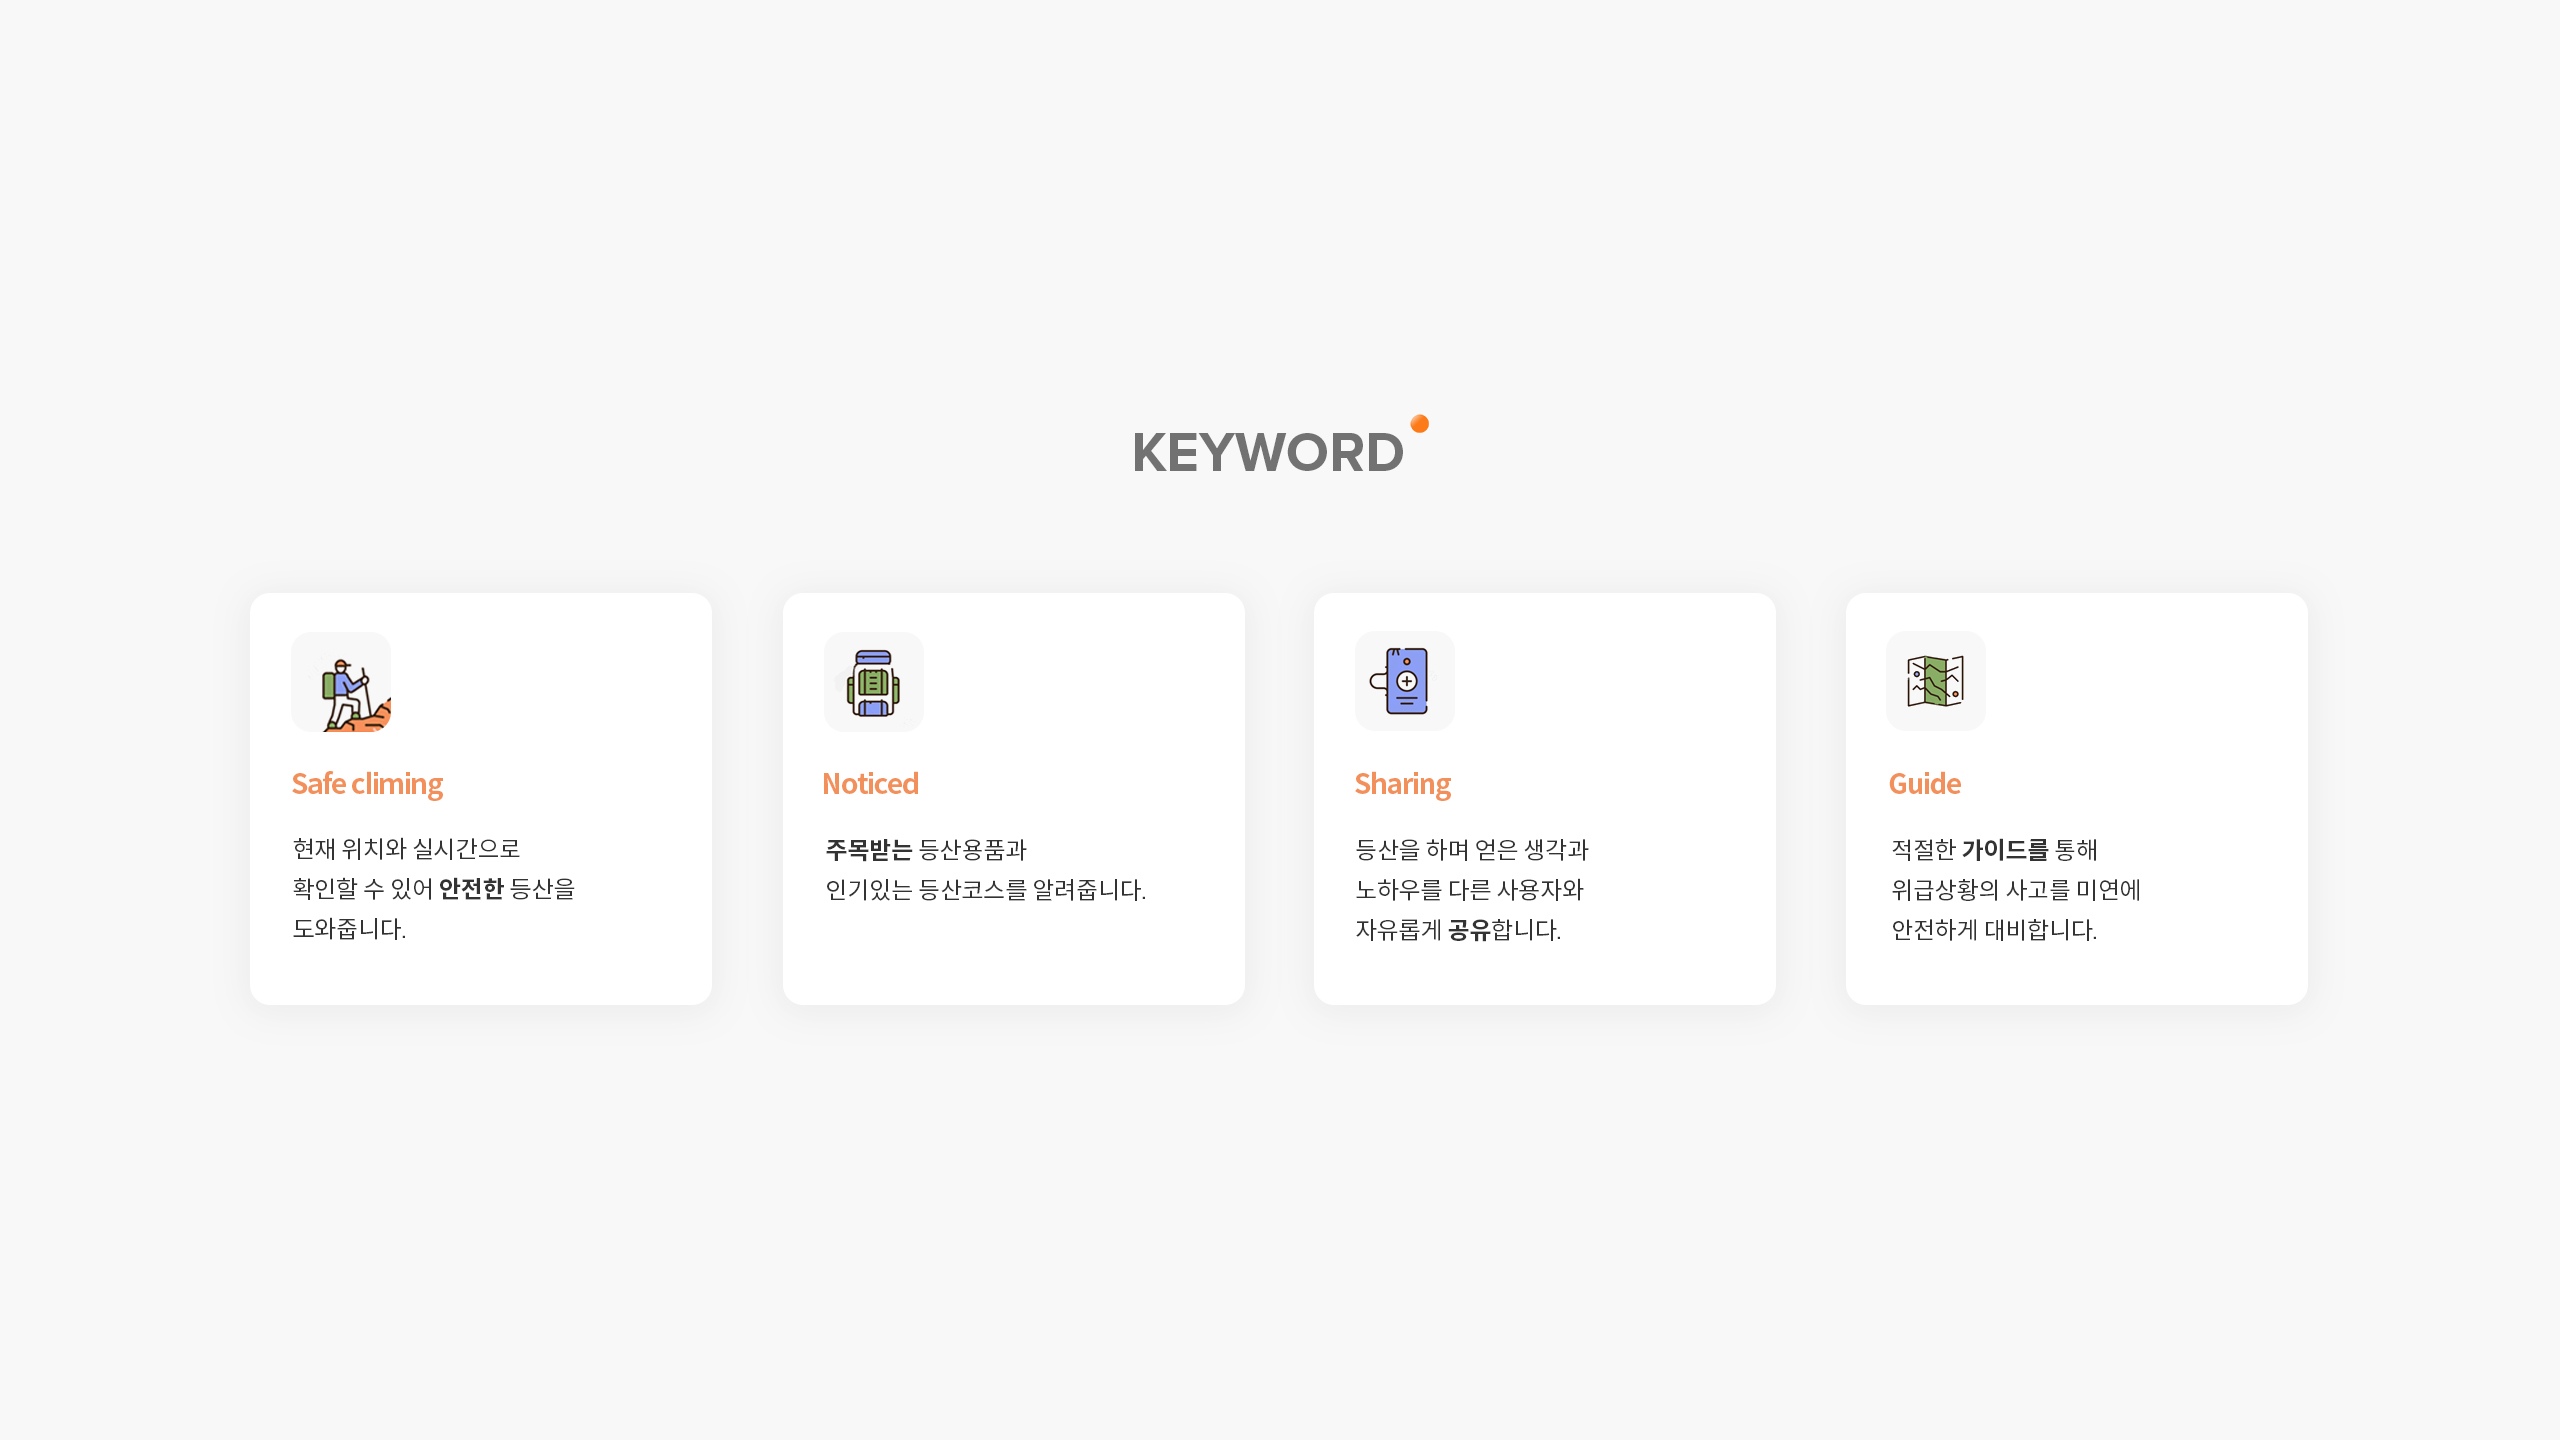 KEYWORD
Safe climing
현재 위치와 실시간으로
확인할 수 있어 안전한 등산을
도와줍니다.
Noticed
주목받는 등산용품과
인기있는 등산코스를 알려줍니다.
Sharing
등산을 하며 얻은 생각과
노하우를 다른 사용자와
자유롭게 공유합니다.
Guide
적절한 가이드를 통해
위급상황의 사고를 미연에
안전하게 대비합니다.